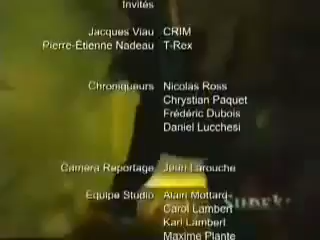 Invités
Jacques Viau CRIM
Pierre-Étienne Nadeau T-Rex
Chroniqueurs Nicolas Ross
Chrystian Paquet
Frédéric Dubois
Daniel Lucchesi
Caméra Reportage Jean Larouche
Équipe Studio Alain Mottard
Carol Lambert
Karl Lambert
Maxime Plante